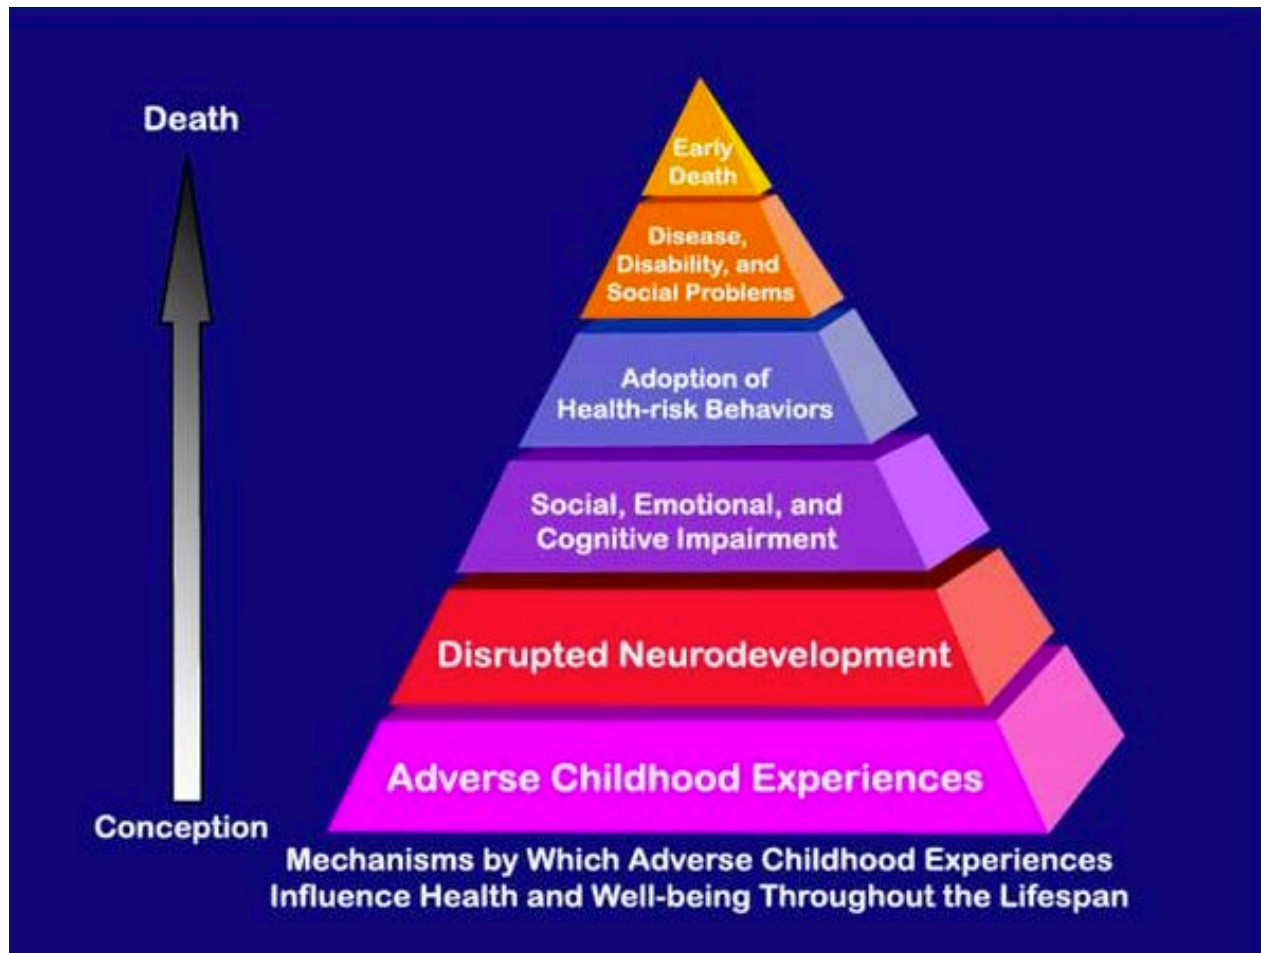 Death
Early
Death
Disease,
Disability, and
Social Problems
Adoption of
Health-risk Behaviors
Social, Emotional, and
Cognitive Impairment
Disrupted Neurodevelopment
Adverse Childhood Experiences
Conception
Mechanisms by Which Adverse Childhood Experiences
Influence Health and Well-being Throughout the Lifespan